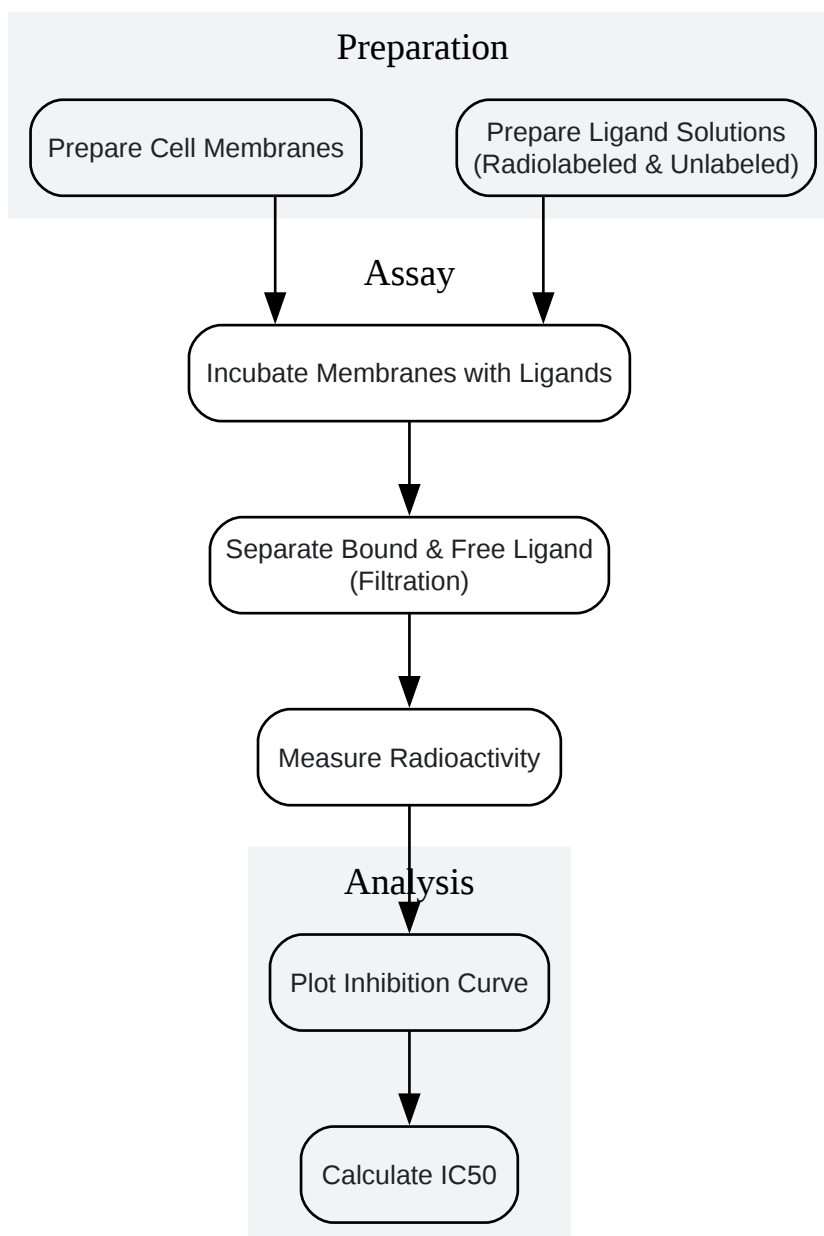 Preparation
Prepare Cell Membranes
Prepare Ligand Solutions
(Radiolabeled & Unlabeled)
Assay
Incubate Membranes with Ligands
Separate Bound & Free Ligand
(Filtration)
Measure Radioactivity
Analysis
Plot Inhibition Curve
Calculate IC50